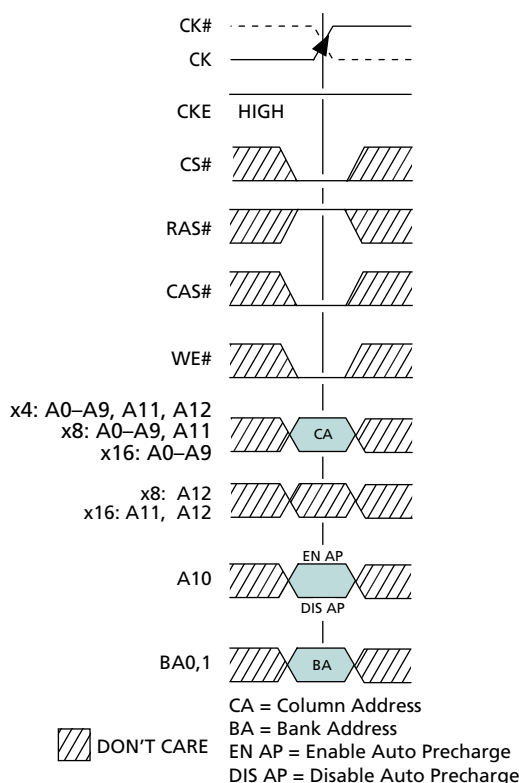 CK#
CK
CKE HIGH
CS#
RAS#
CAS#
WE#
x4: A0–A9, A11, A12
x8: A0–A9, A11
x16: A0–A9
CA
x8: A12
x16: A11, A12
EN AP
A10
DIS AP
BA0,1
BA
CA = Column Address
BA = Bank Address
DON'T CARE
EN AP = Enable Auto Precharge
DIS AP = Disable Auto Precharge